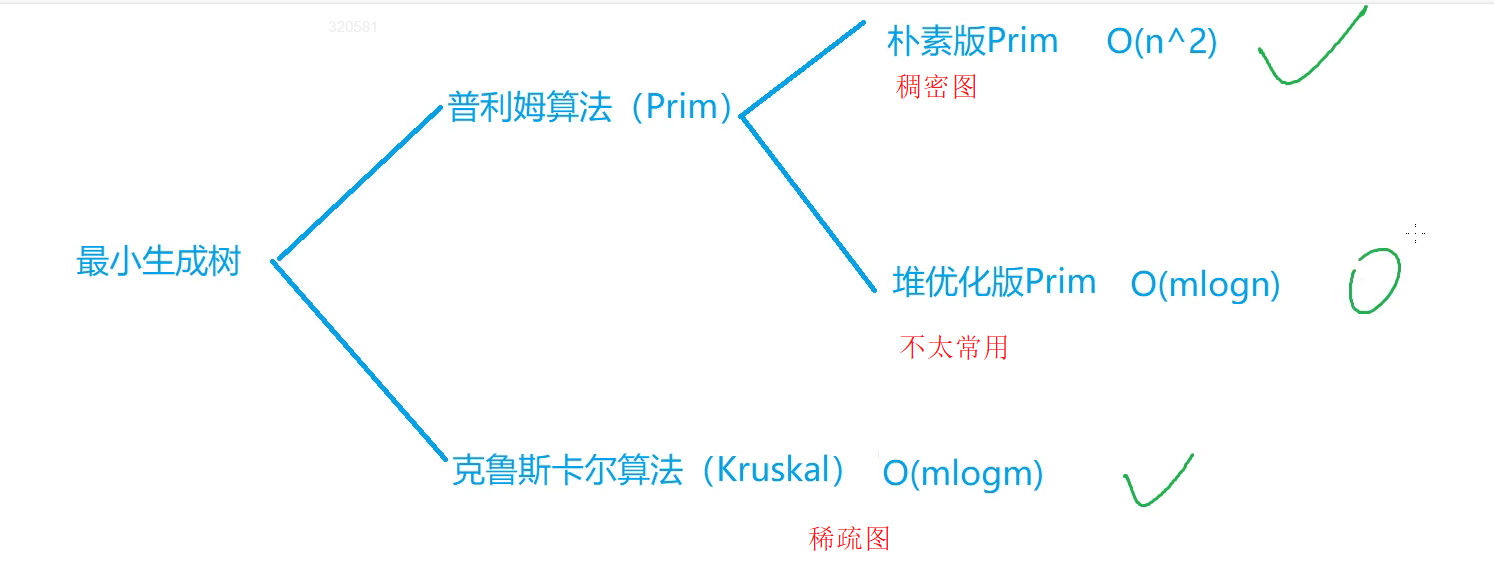 320581
朴素版Prim O(n^2)
稠密图
普利姆算法（Prim）
最小生成树
堆优化版Prim O(mlogn)
不太常用
克鲁斯卡尔算法（Kruskal） O(mlogm)
稀疏图